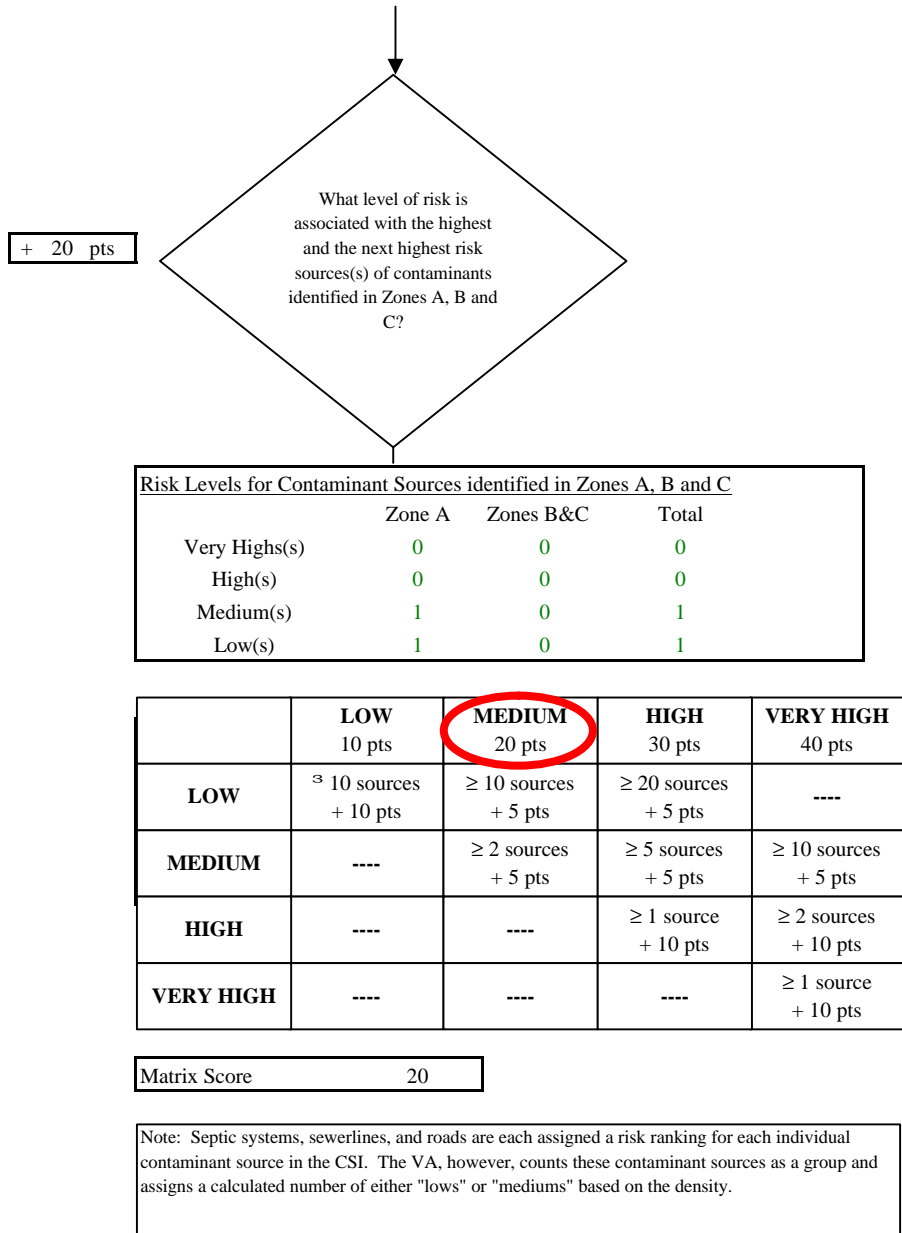 What level of risk is
associated with the highest
and the next highest risk
sources(s) of contaminants
identified in Zones A, B and
C?
+ 20 pts
Risk Levels for Contaminant Sources identified in Zones A, B and C
Zone A Zones B&C Total
Very Highs(s) 0 0 0
High(s) 0 0 0
Medium(s) 1 0 1
Low(s) 1 0 1
LOW MEDIUM HIGH VERY HIGH
10 pts 20 pts 30 pts 40 pts
LOW ³ 10 sources ≥ 10 sources ≥ 20 sources ----
+ 10 pts + 5 pts + 5 pts
MEDIUM ---- ≥ 2 sources ≥ 5 sources ≥ 10 sources
+ 5 pts + 5 pts + 5 pts
HIGH ---- ---- ≥ 1 source ≥ 2 sources
+ 10 pts + 10 pts
VERY HIGH ---- ---- ---- ≥ 1 source
+ 10 pts
Matrix Score 20
Note: Septic systems, sewerlines, and roads are each assigned a risk ranking for each individual
contaminant source in the CSI. The VA, however, counts these contaminant sources as a group and
assigns a calculated number of either "lows" or "mediums" based on the density.